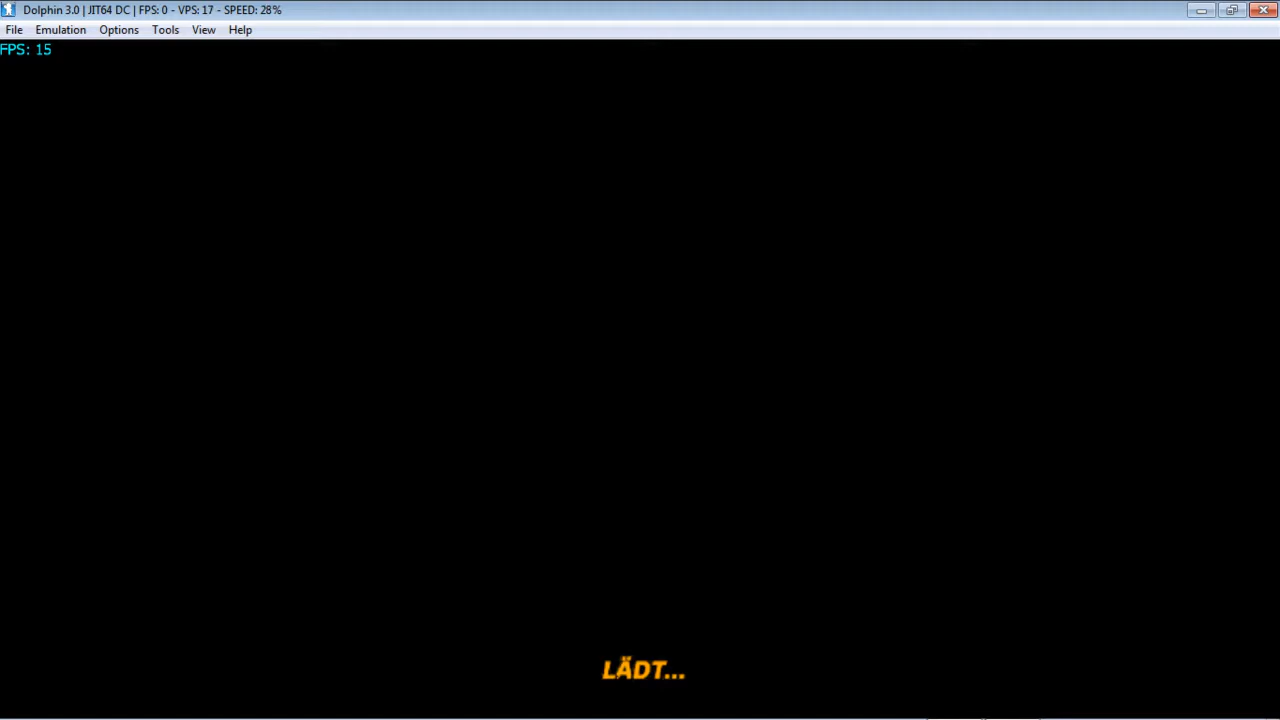 Dolphin 3.0 | JIT64 DC | FPS: 0 - VPS: 17 - SPEED: 28%
File Emulation Options Tools View Help
FPS: 15
LÄDT...